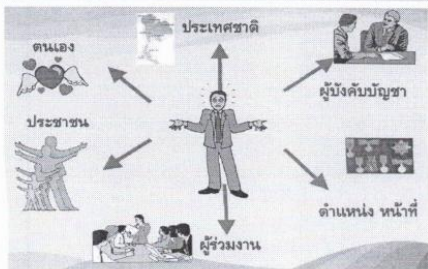 ประเทศชาติ
ตนเอง
ผู้บังคับบัญชา
ประชาชน
ตำแหน่ง หน้าที่
ผู้ร่วมงาน